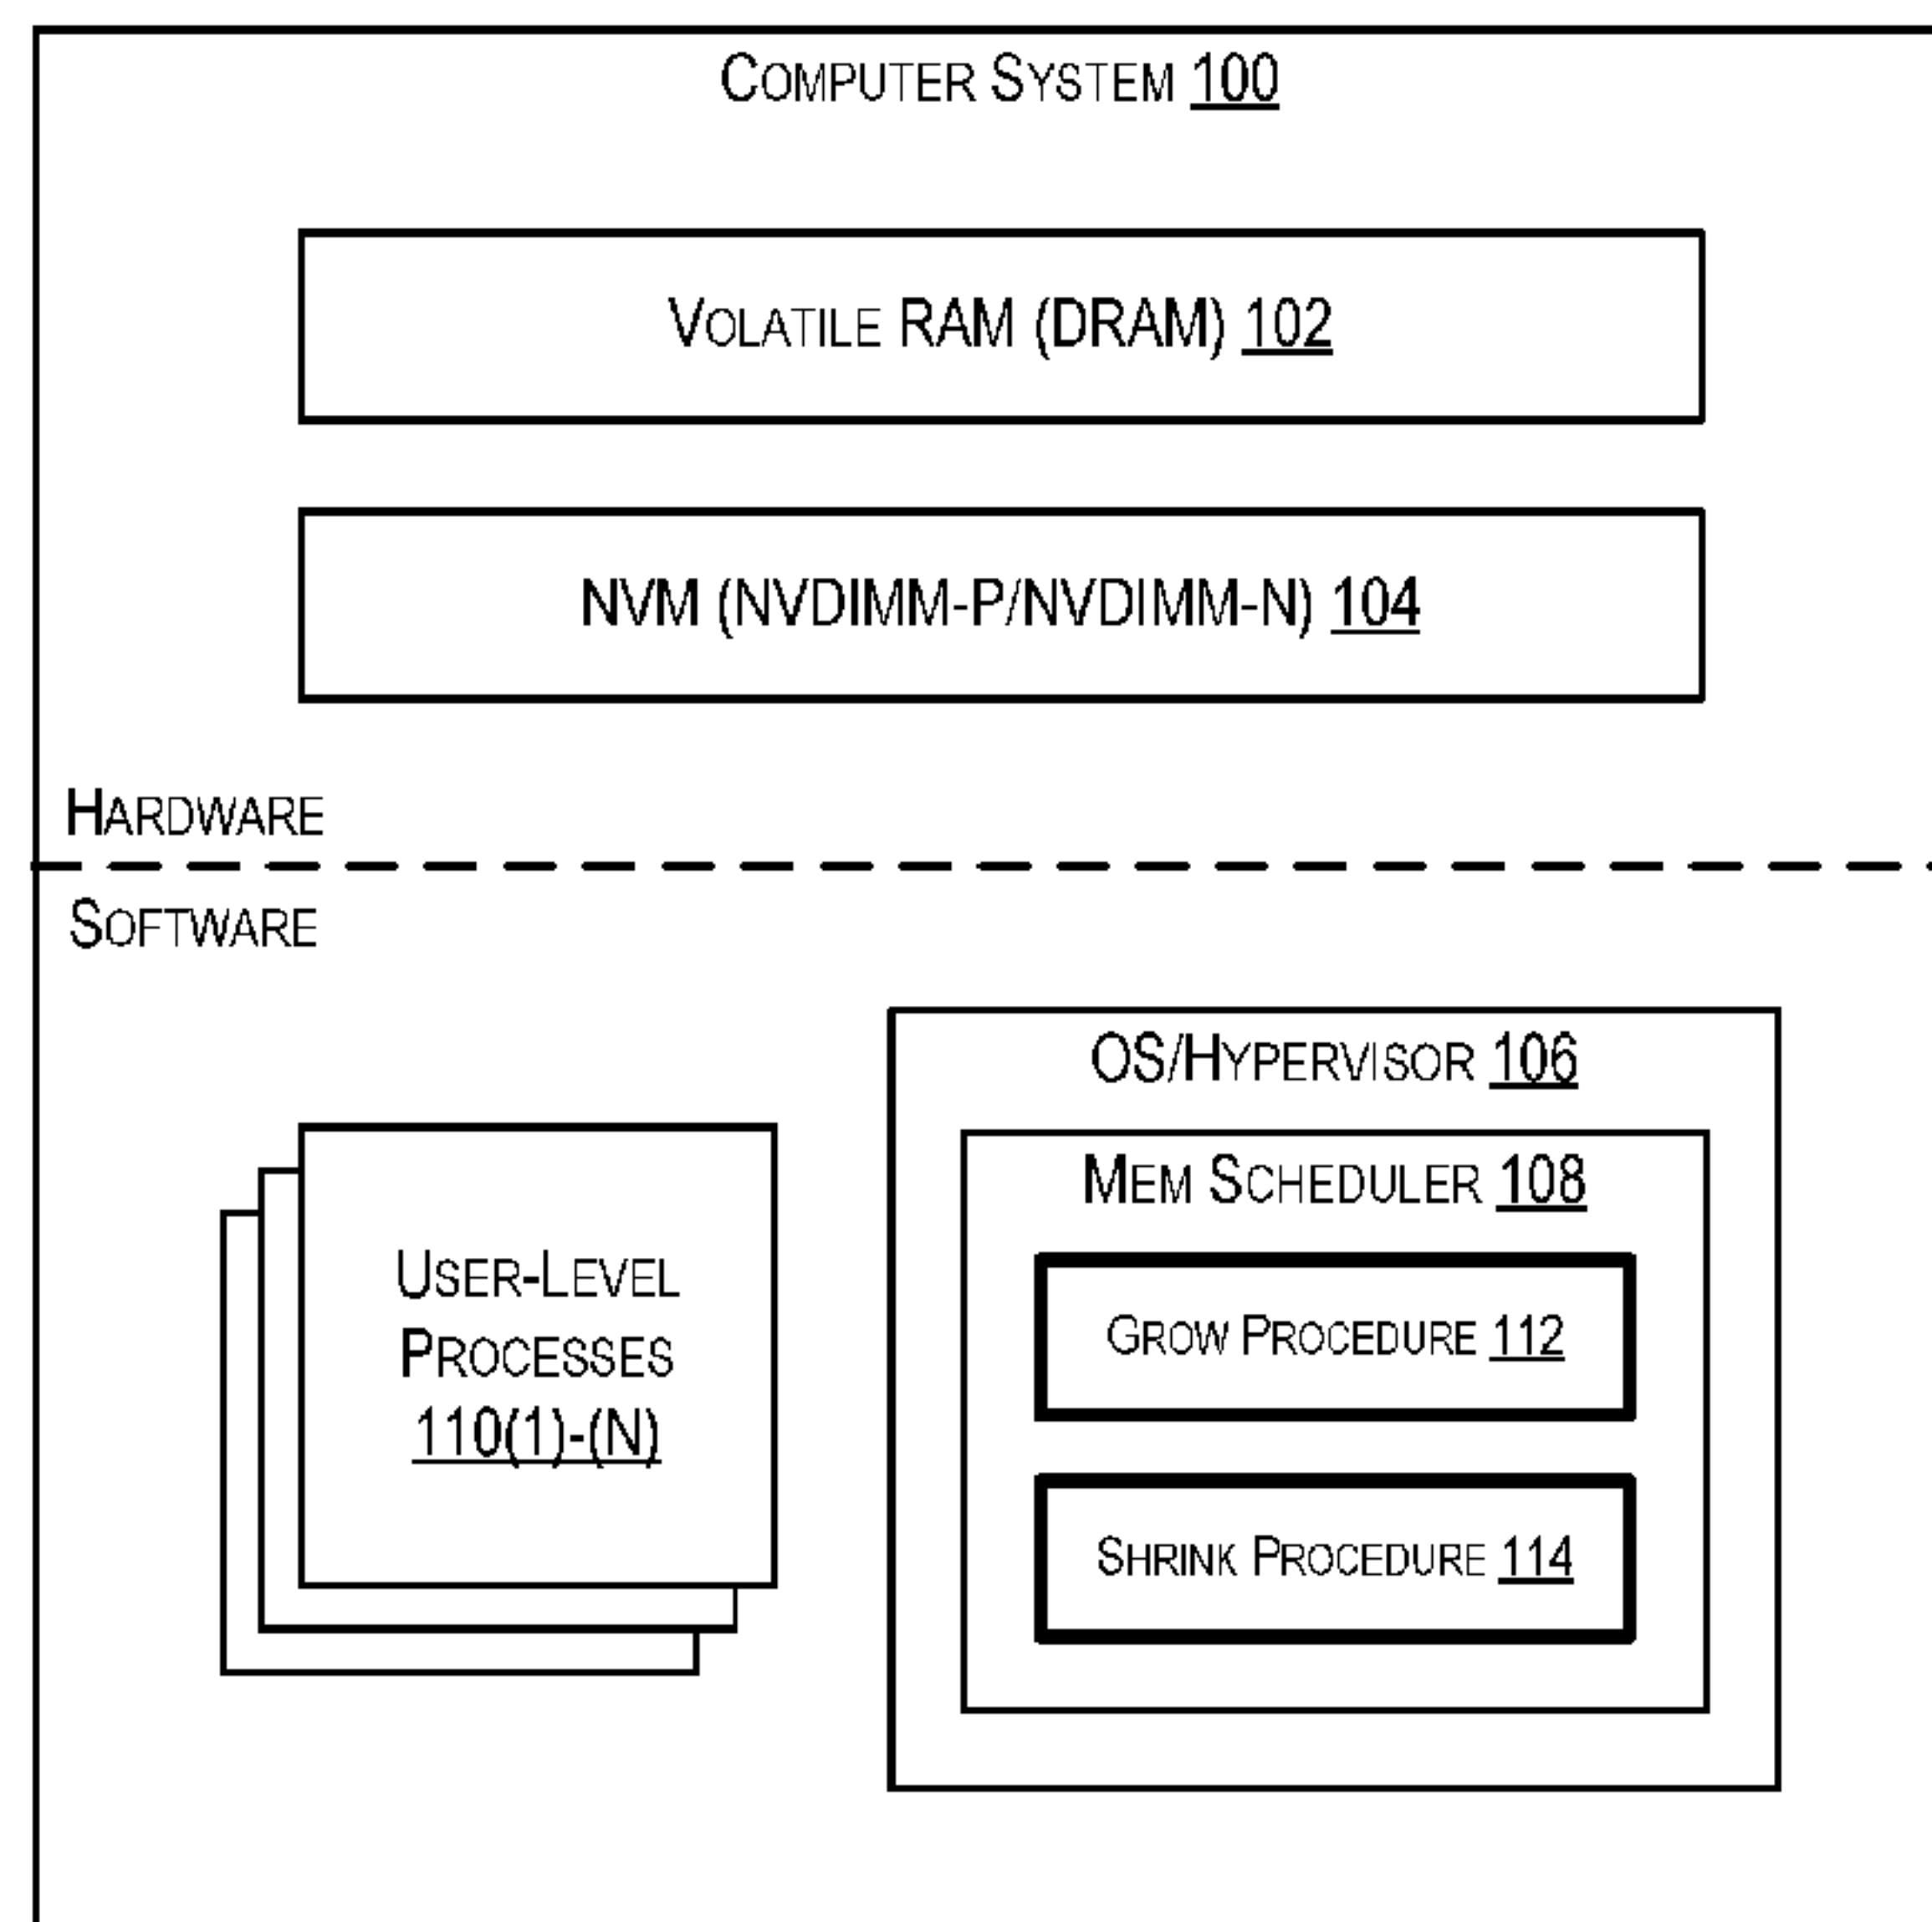 COMPUTER SYSTEM 100
VOLATILE RAM (DRAM) 102
NVM (NVDIMM-P/NVDIMM-N) 104
HARDWARE
SOFTWARE
OS/HYPERVISOR 106
MEM SCHEDULER 108
GROW PROCEDURE 112
SHRINK PROCEDURE 114
USER-LEVEL
PROCESSES
110(1)-(N)